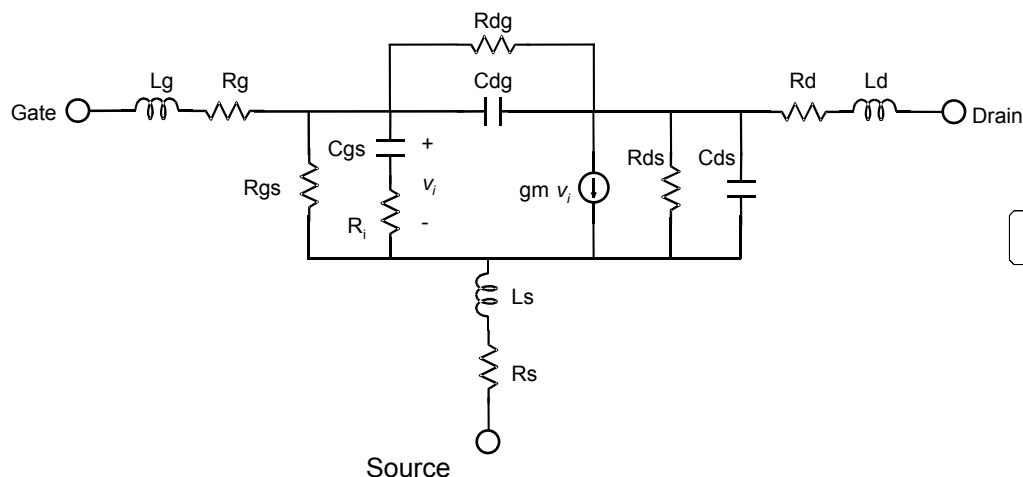 Rdg
Lg Rg Cdg Rd Ld
Gate Drain
Cgs + Rds Cds
Rgs vi gm vi
Ri -
Ls
Rs
Source